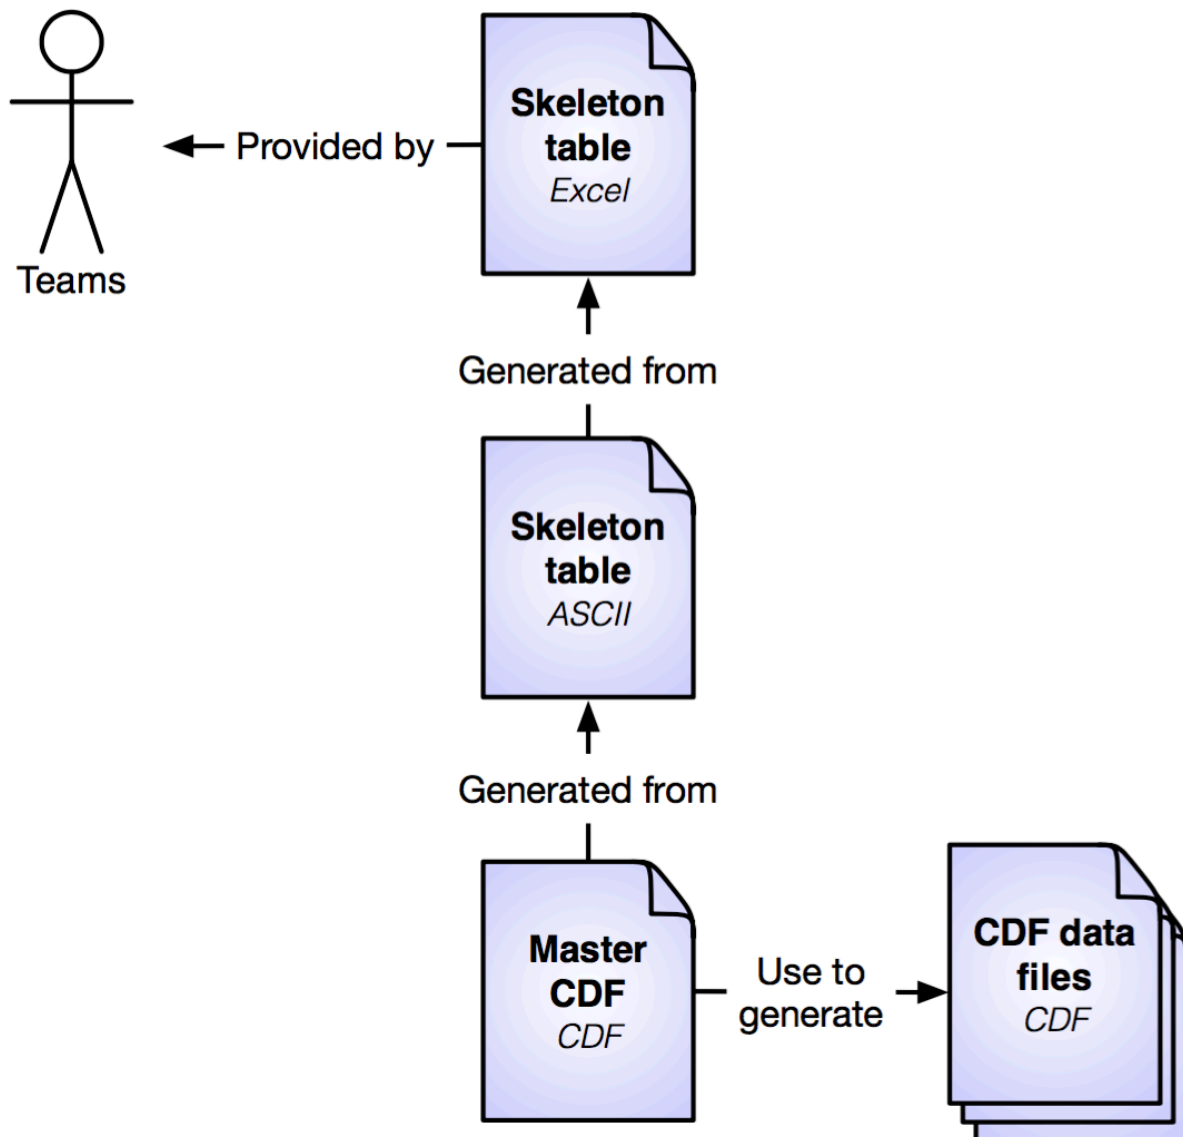 Skeleton
table
Excel
Provided by
Teams
Generated from
Skeleton
table
ASCII
Generated from
Master
CDF
CDF
Use to
generate
CDF data
files
CDF